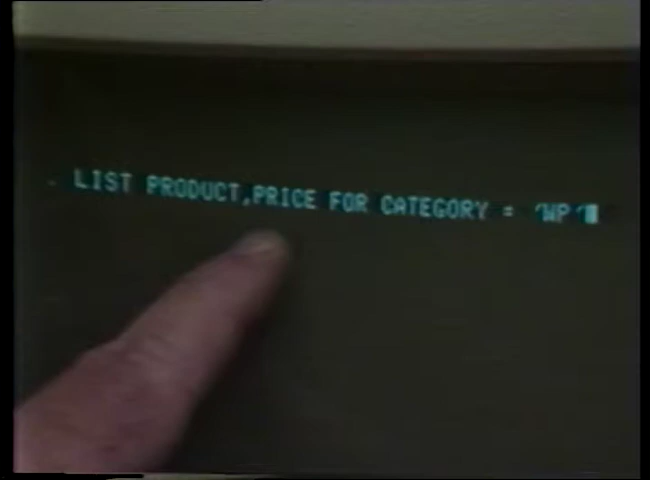 . LIST PRODUCT,PRICE FOR CATEGORY = 'WP'